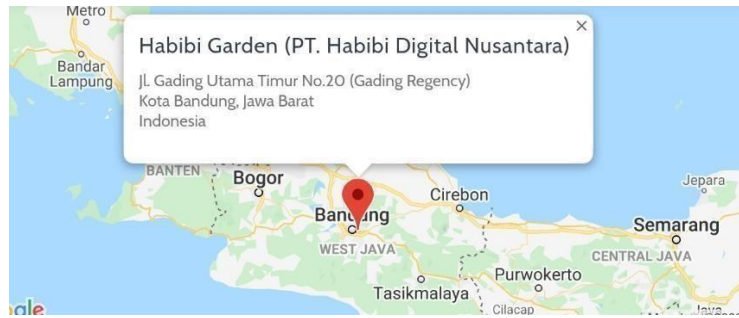 Metro
Bandar
Lampung
Habibi Garden (PT. Habibi Digital Nusantara)
Jl. Gading Utama Timur No.20 (Gading Regency)
Kota Bandung, Jawa Barat
Indonesia
BANTEN
Bogor
Cirebon
Jepara
Bandung
Semarang
WEST JAVA
CENTRAL JAVA
Purwokerto
Tasikmalaya
Cilacap